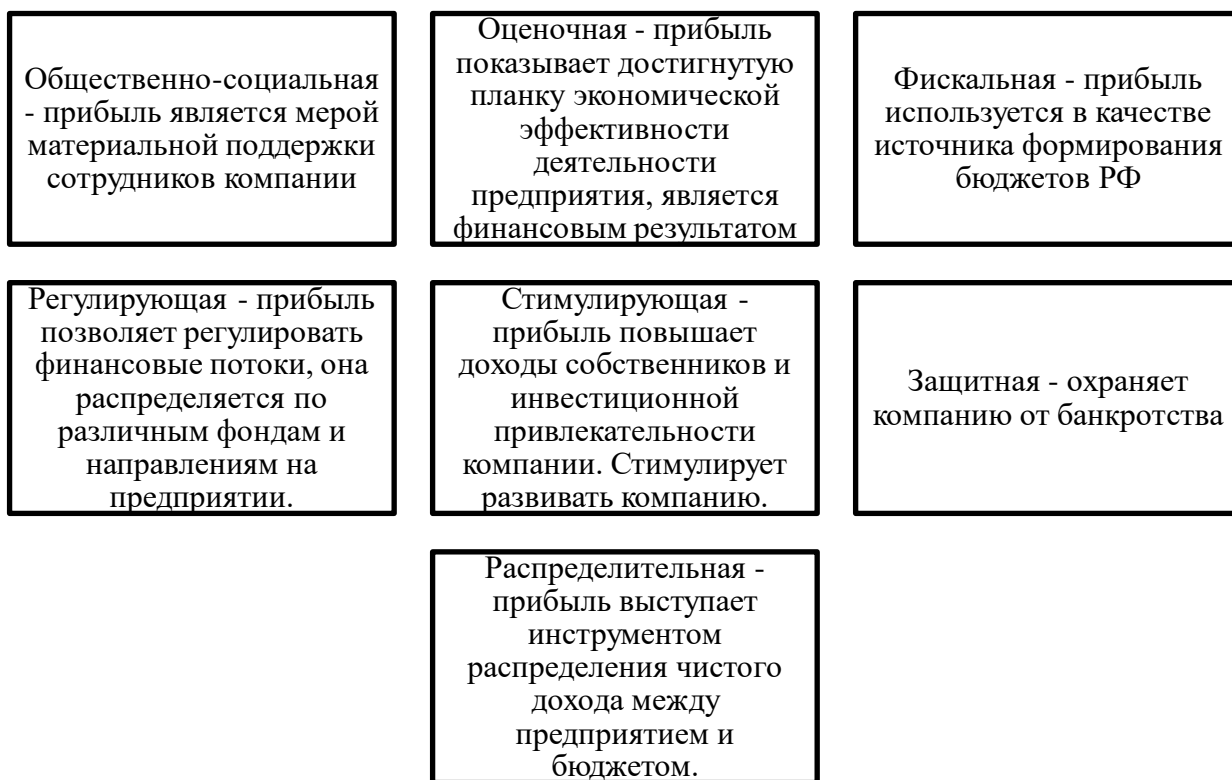 Общественно-социальная
- прибыль является мерой
материальной поддержки
сотрудников компании
Оценочная - прибыль
показывает достигнутую
планку экономической
эффективности
деятельности
предприятия, является
финансовым результатом
Фискальная - прибыль
используется в качестве
источника формирования
бюджетов РФ
Регулирующая - прибыль
позволяет регулировать
финансовые потоки, она
распределяется по
различным фондам и
направлениям на
предприятии.
Стимулирующая -
прибыль повышает
доходы собственников и
инвестиционной
привлекательности
компании. Стимулирует
развивать компанию.
Защитная - охраняет
компанию от банкротства
Распределительная -
прибыль выступает
инструментом
распределения чистого
дохода между
предприятием и
бюджетом.